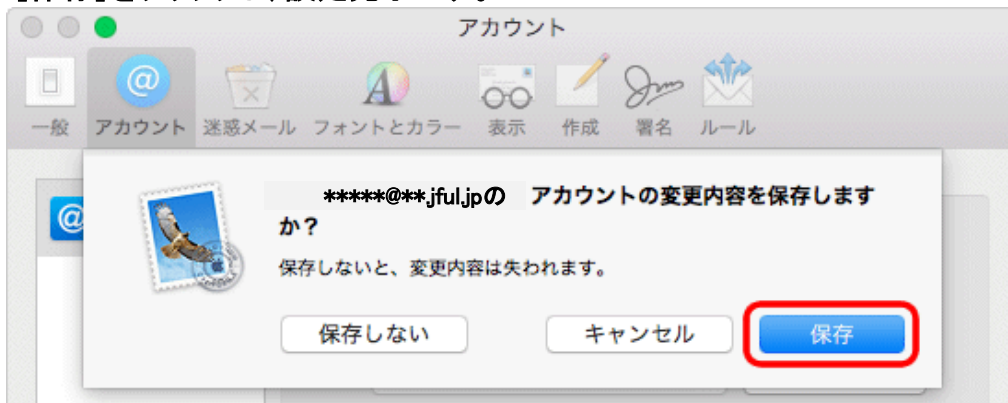 アカウント
一般 アカウント 迷惑メール フォントとカラー 表示 作成 署名 ルール
*****@**.jful.jpの アカウントの変更内容を保存します
か？
保存しないと、変更内容は失われます。
保存しない キャンセル 保存